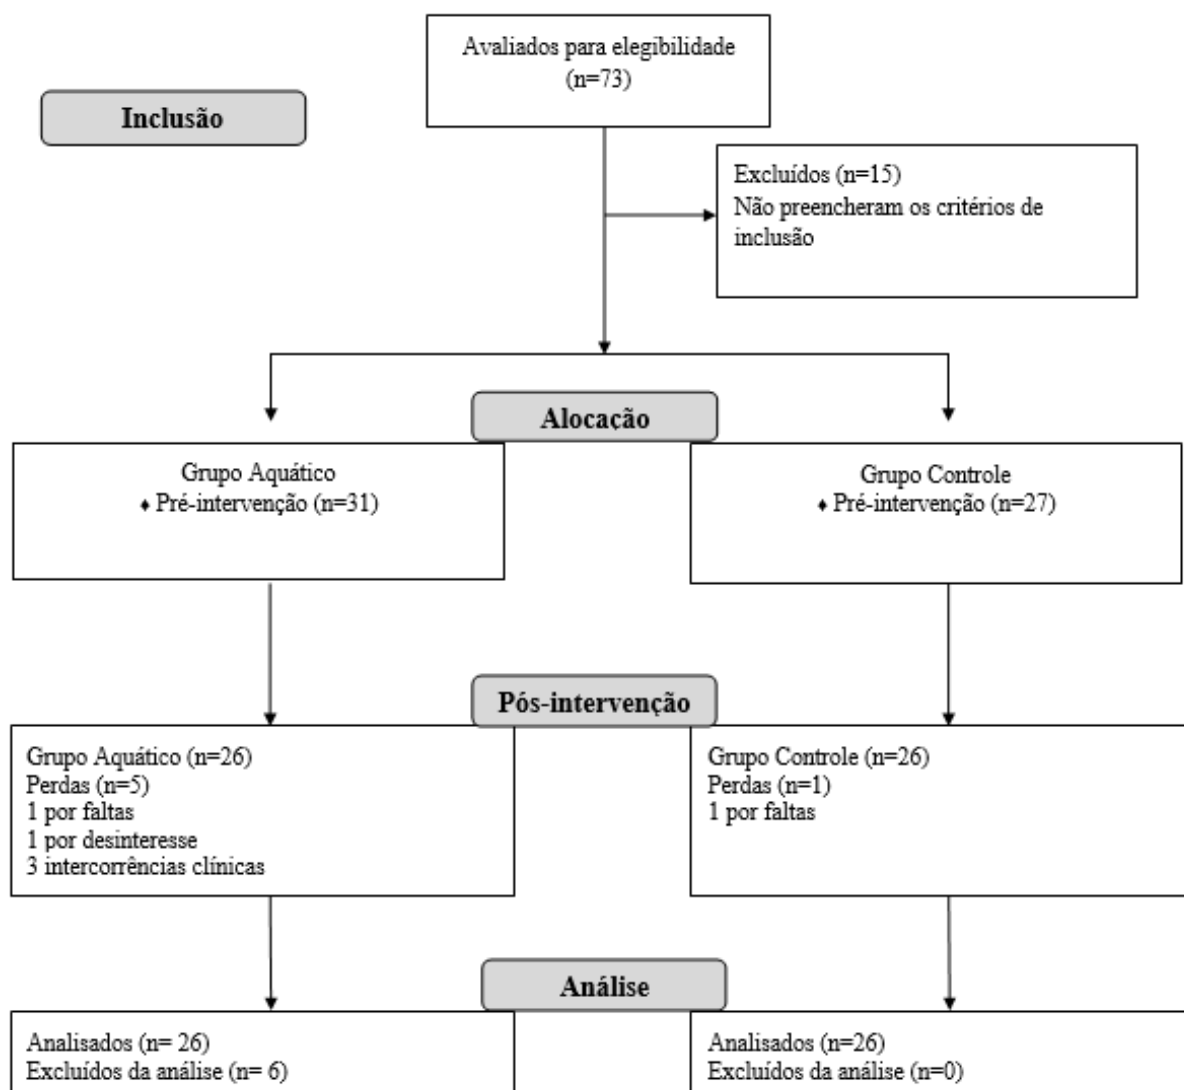 Avaliados para elegibilidade
(n=73)
Inclusão
Excluídos (n=15)
Não preencheram os critérios de
inclusão
Alocação
Grupo Aquático
♦ Pré-intervenção (n=31)
Grupo Controle
♦ Pré-intervenção (n=27)
Pós-intervenção
Grupo Aquático (n=26)
Perdas (n=5)
1 por faltas
1 por desinteresse
3 intercorrências clínicas
Grupo Controle (n=26)
Perdas (n=1)
1 por faltas
Análise
Analisados (n= 26)
Excluídos da análise (n= 6)
Analisados (n=26)
Excluídos da análise (n=0)